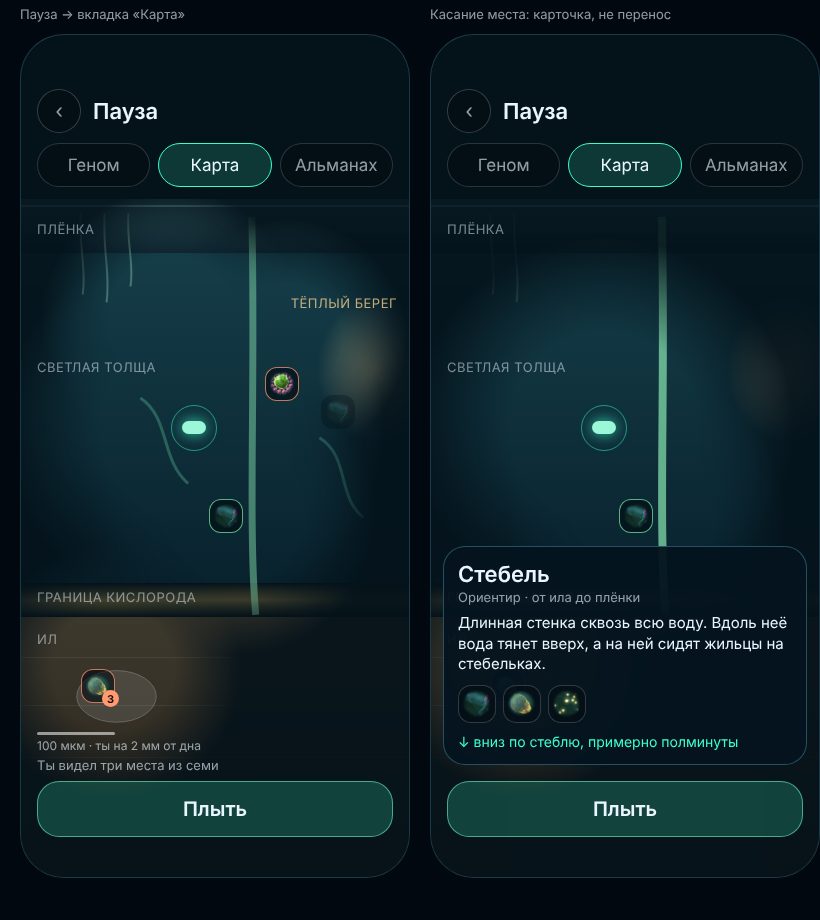 Пауза → вкладка «Карта»
‹
Пауза
Геном
Карта
Альманах
ПЛЁНКА
ТЁПЛЫЙ БЕРЕГ
СВЕТЛАЯ ТОЛЩА
ГРАНИЦА КИСЛОРОДА
ИЛ
3
100 мкм · ты на 2 мм от дна
Ты видел три места из семи
Плыть
Касание места: карточка, не перенос
‹
Пауза
Геном
Карта
Альманах
ПЛЁНКА
СВЕТЛАЯ ТОЛЩА
Стебель
Ориентир · от ила до плёнки
Длинная стенка сквозь всю воду. Вдоль неё
вода тянет вверх, а на ней сидят жильцы на
стебельках.
↓ вниз по стеблю, примерно полминуты
Плыть